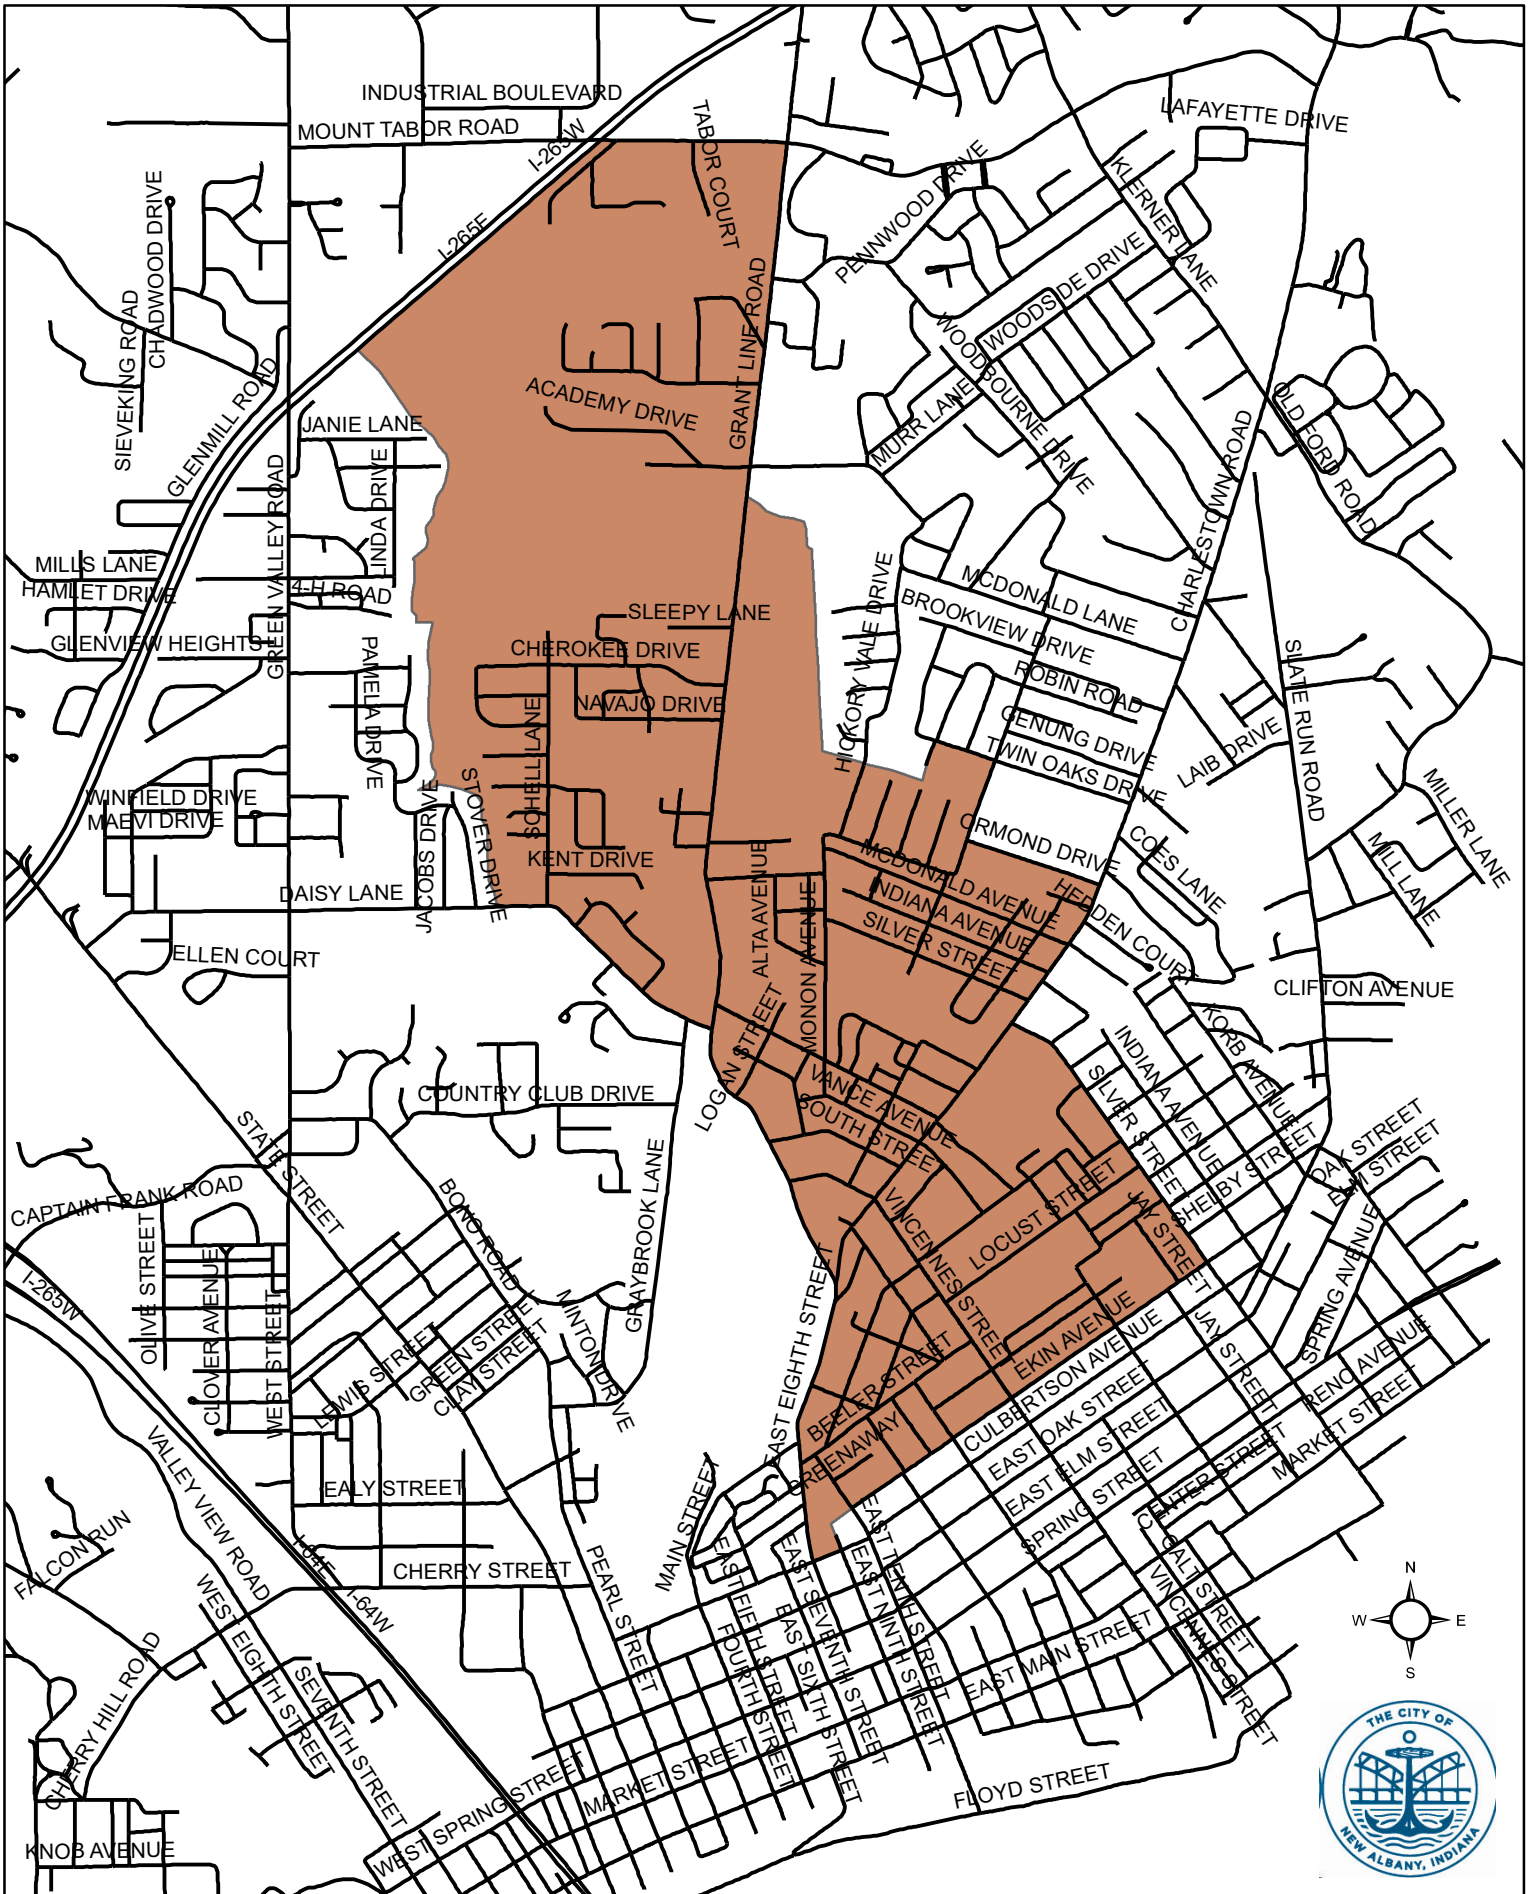 INDUSTRIAL BOULEVARD
MOUNT TABOR ROAD
I-265W
TABOR COURT
LAFAYETTE DRIVE
I-265E
PENNWOOD DRIVE
KLERNER LANE
CHADWOOD DRIVE
SIEVEKING ROAD
GLENMILL ROAD
GRANT LINE ROAD
WOODSIDE DRIVE
WOODBOURNE DRIVE
MURR LANE
ACADEMY DRIVE
JANIE LANE
LINDA DRIVE
GREEN VALLEY ROAD
OLD FORD ROAD
CHARLESTOWN ROAD
MILLS LANE
HAMLET DRIVE
4-H ROAD
GLENVIEW HEIGHTS
PAMELA DRIVE
SLEEPY LANE
CHEROKEE DRIVE
NAVAJO DRIVE
SCHELL LANE
HICKORY VALE DRIVE
MCDONALD LANE
BROOKVIEW DRIVE
ROBIN ROAD
GENUNG DRIVE
TWIN OAKS DRIVE
LAIB DRIVE
SLATE RUN ROAD
MILLER LANE
MILL LANE
WINFIELD DRIVE
MAEVI DRIVE
JACOBS DRIVE
STOVER DRIVE
KENT DRIVE
DAISY LANE
ELLEN COURT
ORMOND DRIVE
COES LANE
MCDONALD AVENUE
INDIANA AVENUE
SILVER STREET
HEDDEN COURT
ALTA AVENUE
MONON AVENUE
CLIFTON AVENUE
KORB AVENUE
LOGAN STREET
VANCE AVENUE
SOUTH STREET
INDIANA AVENUE
SILVER STREET
COUNTRY CLUB DRIVE
STATE STREET
CAPTAIN FRANK ROAD
BONO ROAD
GRAYBROOK LANE
OAK STREET
ELM STREET
SHELBY STREET
JAY STREET
LOCUST STREET
VINCENNES STREET
SPRING AVENUE
OLIVE STREET
CLOVER AVENUE
WEST STREET
I-265W
LEWIS STREET
GREEN STREET
CLAY STREET
MINTON DRIVE
EAST EIGHTH STREET
BEELER STREET
GREENAWAY
EKIN AVENUE
CULBERTSON AVENUE
EAST OAK STREET
EAST ELM STREET
SPRING STREET
JAY STREET
RENO AVENUE
MARKET STREET
CENTER STREET
VALLEY VIEW ROAD
EALY STREET
FALCON RUN
I-64E
I-64W
CHERRY STREET
PEARL STREET
MAIN STREET
EAST FIFTH STREET
FOURTH STREET
EAST SIXTH STREET
EAST SEVENTH STREET
EAST NINTH STREET
EAST TENTH STREET
EAST MAIN STREET
GALT STREET
VINCENNES STREET
WEST EIGHTH STREET
SEVENTH STREET
CHERRY HILL ROAD
KNOB AVENUE
WEST SPRING STREET
MARKET STREET
FLOYD STREET
N
W
E
S
THE CITY OF
NEW ALBANY, INDIANA